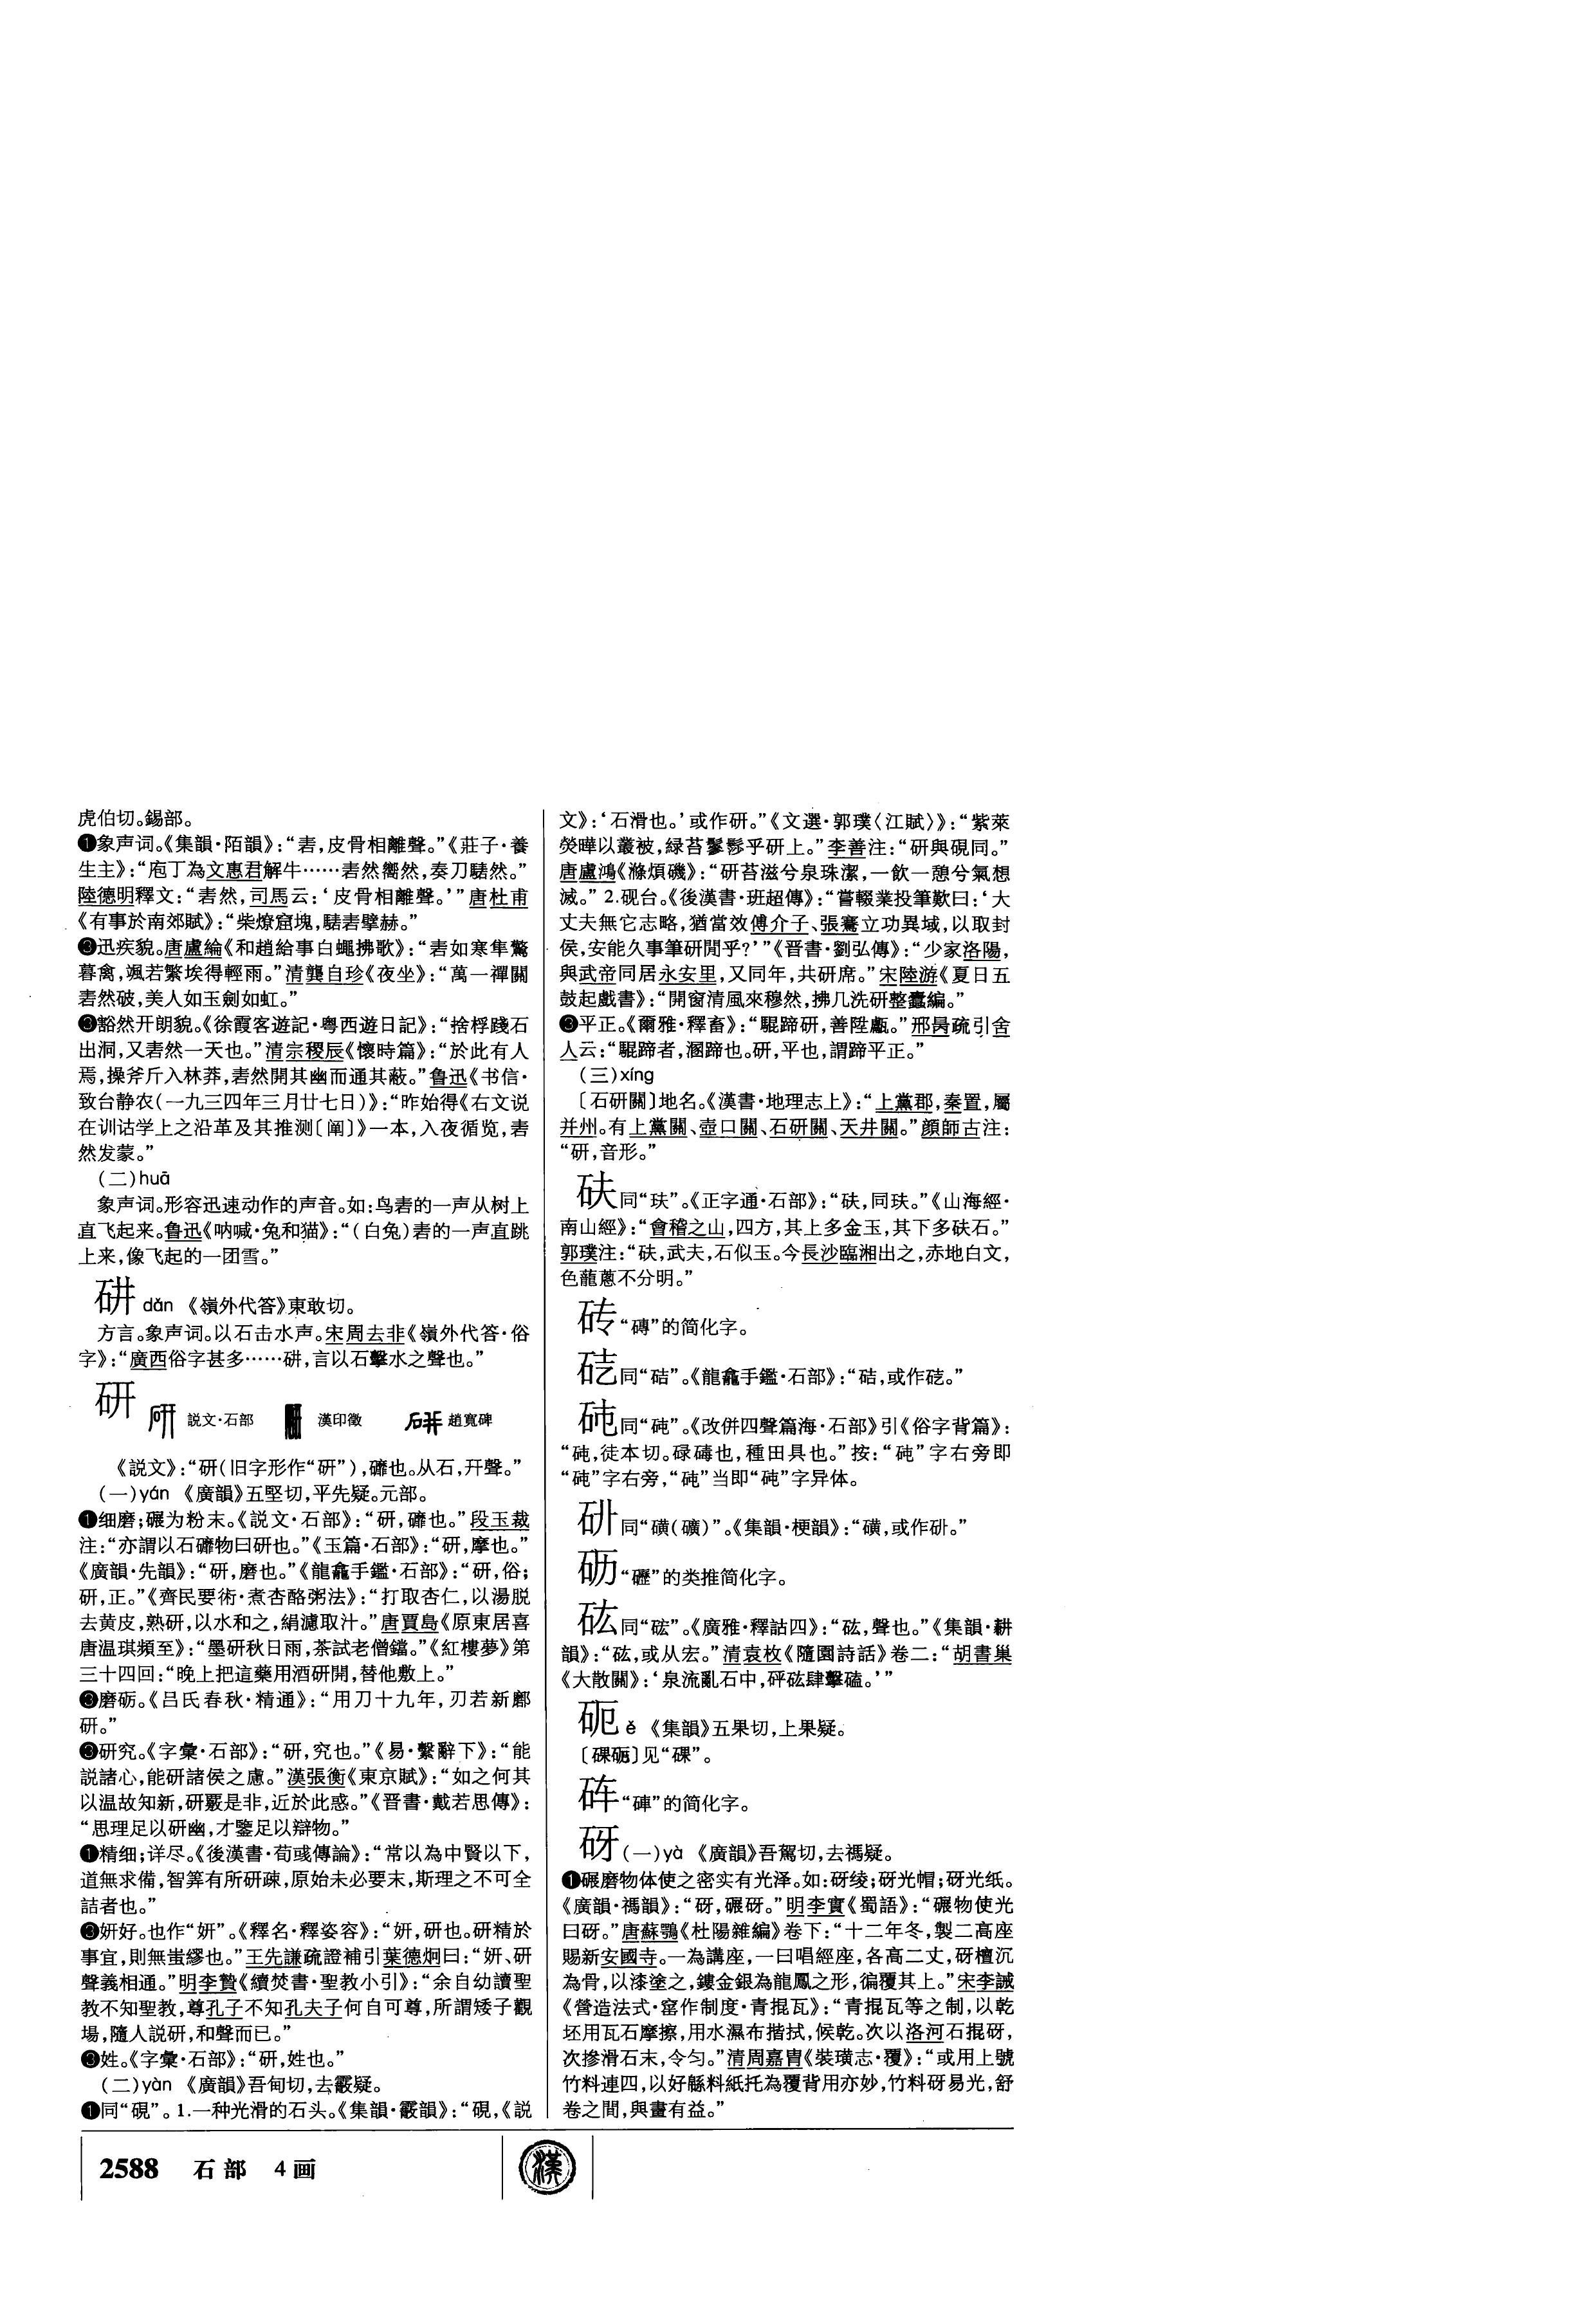 虎伯切。錫部。
❶象声词。《集韻·陌韻》：“砉，皮骨相離聲。”《莊子·養
生主》：“庖丁為文惠君解牛……砉然嚮然，奏刀騞然。”
陸德明釋文：“砉然，司馬云：‘皮骨相離聲。’”唐杜甫
《有事於南郊賦》：“柴燎窟塊，騞砉擘赫。”
❸迅疾貌。唐盧綸《和趙給事白蠅拂歌》：“砉如寒隼驚
暮禽，颯若繁埃得輕雨。”清龔自珍《夜坐》：“萬一禪關
砉然破，美人如玉劍如虹。”
❸豁然开朗貌。《徐霞客遊記·粵西遊日記》：“捨桴踐石
出洞，又砉然一天也。”清宗稷辰《懷時篇》：“於此有人
焉，操斧斤入林莽，砉然開其幽而通其蔽。”鲁迅《书信·
致台静农(一九三四年三月廿七日)》：“昨始得《右文说
在训诂学上之沿革及其推测〔阐〕》一本，入夜循览，砉
然发蒙。”
(二)huā
象声词。形容迅速动作的声音。如：鸟砉的一声从树上
直飞起来。鲁迅《呐喊·兔和猫》：“(白兔)砉的一声直跳
上来，像飞起的一团雪。”
dǎn 《嶺外代答》東敢切。
方言。象声词。以石击水声。宋周去非《嶺外代答·俗
字》：“廣西俗字甚多……，言以石擊水之聲也。”
研 説文·石部 漢印徵 趙寬碑
《説文》：“研(旧字形作“硏”)，䃺也。从石，幵聲。”
(一)yán 《廣韻》五堅切，平先疑。元部。
❶细磨；碾为粉末。《説文·石部》：“研，䃺也。”段玉裁
注：“亦謂以石䃺物曰研也。”《玉篇·石部》：“研，摩也。”
《廣韻·先韻》：“研，磨也。”《龍龕手鑑·石部》：“研，俗；
研，正。”《齊民要術·煮杏酪粥法》：“打取杏仁，以湯脱
去黄皮，熟研，以水和之，絹濾取汁。”唐賈島《原東居喜
唐温琪頻至》：“墨研秋日雨，茶試老僧鐺。”《紅樓夢》第
三十四回：“晚上把這藥用酒研開，替他敷上。”
❸磨砺。《吕氏春秋·精通》：“用刀十九年，刃若新鄌
研。”
❸研究。《字彙·石部》：“研，究也。”《易·繫辭下》：“能
説諸心，能研諸侯之慮。”漢張衡《東京賦》：“如之何其
以温故知新，研覈是非，近於此惑。”《晋書·戴若思傳》：
“思理足以研幽，才鑒足以辯物。”
❶精细；详尽。《後漢書·荀彧傳論》：“常以為中賢以下，
道無求備，智筭有所研疎，原始未必要末，斯理之不可全
詰者也。”
❸妍好。也作“妍”。《釋名·釋姿容》：“妍，研也。研精於
事宜，則無蚩繆也。”王先謙疏證補引葉德炯曰：“妍、研
聲義相通。”明李贄《續焚書·聖教小引》：“余自幼讀聖
教不知聖教，尊孔子不知孔夫子何自可尊，所謂矮子觀
場，隨人説研，和聲而已。”
❸姓。《字彙·石部》：“研，姓也。”
(二)yàn 《廣韻》吾甸切，去霰疑。
❶同“硯”。1.一种光滑的石头。《集韻·霰韻》：“硯，《説
文》：‘石滑也。’或作研。”《文選·郭璞〈江賦〉》：“紫菜
熒曄以叢被，緑苔鬖髿乎研上。”李善注：“研與硯同。”
唐盧鴻《滌煩磯》：“研苔滋兮泉珠潔，一飲一憩兮氣想
滅。”2.砚台。《後漢書·班超傳》：“嘗輟業投筆歎曰：‘大
丈夫無它志略，猶當效傅介子、張騫立功異域，以取封
侯，安能久事筆研閒乎？’”《晋書·劉弘傳》：“少家洛陽，
與武帝同居永安里，又同年，共研席。”宋陸游《夏日五
鼓起戲書》：“開窗清風來穆然，拂几洗研整蠹編。”
❸平正。《爾雅·釋畜》：“騉蹄研，善陞甗。”邢昺疏引舍
人云：“騉蹄者，溷蹄也。研，平也，謂蹄平正。”
(三)xíng
〔石研關〕地名。《漢書·地理志上》：“上黨郡，秦置，屬
并州。有上黨關、壺口關、石研關、天井關。”顔師古注：
“研，音形。”
砆同“玞”。《正字通·石部》：“砆，同玞。”《山海經·
南山經》：“會稽之山，四方，其上多金玉，其下多砆石。”
郭璞注：“砆，武夫，石似玉。今長沙臨湘出之，赤地白文，
色蘢蔥不分明。”
砖“磚”的简化字。
同“硈”。《龍龕手鑑·石部》：“硈，或作。”
同“砘”。《改併四聲篇海·石部》引《俗字背篇》：
“，徒本切。碌碡也，種田具也。”按：“”字右旁即
“砘”字右旁，“”当即“砘”字异体。
同“磺(礦)”。《集韻·梗韻》：“磺，或作。”
砺“礪”的类推简化字。
砿同“硡”。《廣雅·釋詁四》：“砿，聲也。”《集韻·耕
韻》：“砿，或从宏。”清袁枚《隨園詩話》卷二：“胡書巢
《大散關》：‘泉流亂石中，砰砿肆擊磕。’”
砈 ě 《集韻》五果切，上果疑。
〔䂺砈〕见“䂺”。
砗“硨”的简化字。
砑(一)yà 《廣韻》吾駕切，去禡疑。
❶碾磨物体使之密实有光泽。如：砑绫；砑光帽；砑光纸。
《廣韻·禡韻》：“砑，碾砑。”明李實《蜀語》：“碾物使光
曰砑。”唐蘇鶚《杜陽雜編》卷下：“十二年冬，製二高座
賜新安國寺。一為講座，一曰唱經座，各高二丈，砑檀沉
為骨，以漆塗之，鏤金銀為龍鳳之形，徧覆其上。”宋李誡
《營造法式·窰作制度·青掍瓦》：“青掍瓦等之制，以乾
坯用瓦石摩擦，用水濕布揩拭，候乾。次以洛河石掍砑，
次摻滑石末，令匀。”清周嘉胄《裝璜志·覆》：“或用上號
竹料連四，以好緜料紙托為覆背用亦妙，竹料砑易光，舒
卷之間，與畫有益。”
2588 石部 4画
漢